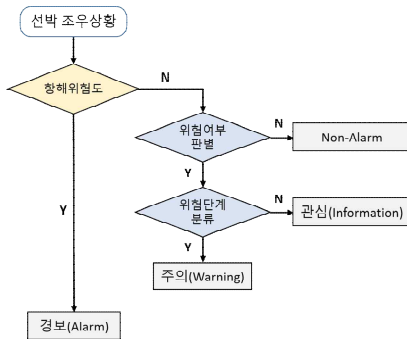 선박 조우상황
항해위험도
N
위험여부
판별
N
Non-Alarm
Y
Y
위험단계
분류
N
관심(Information)
Y
주의(Warning)
경보(Alarm)